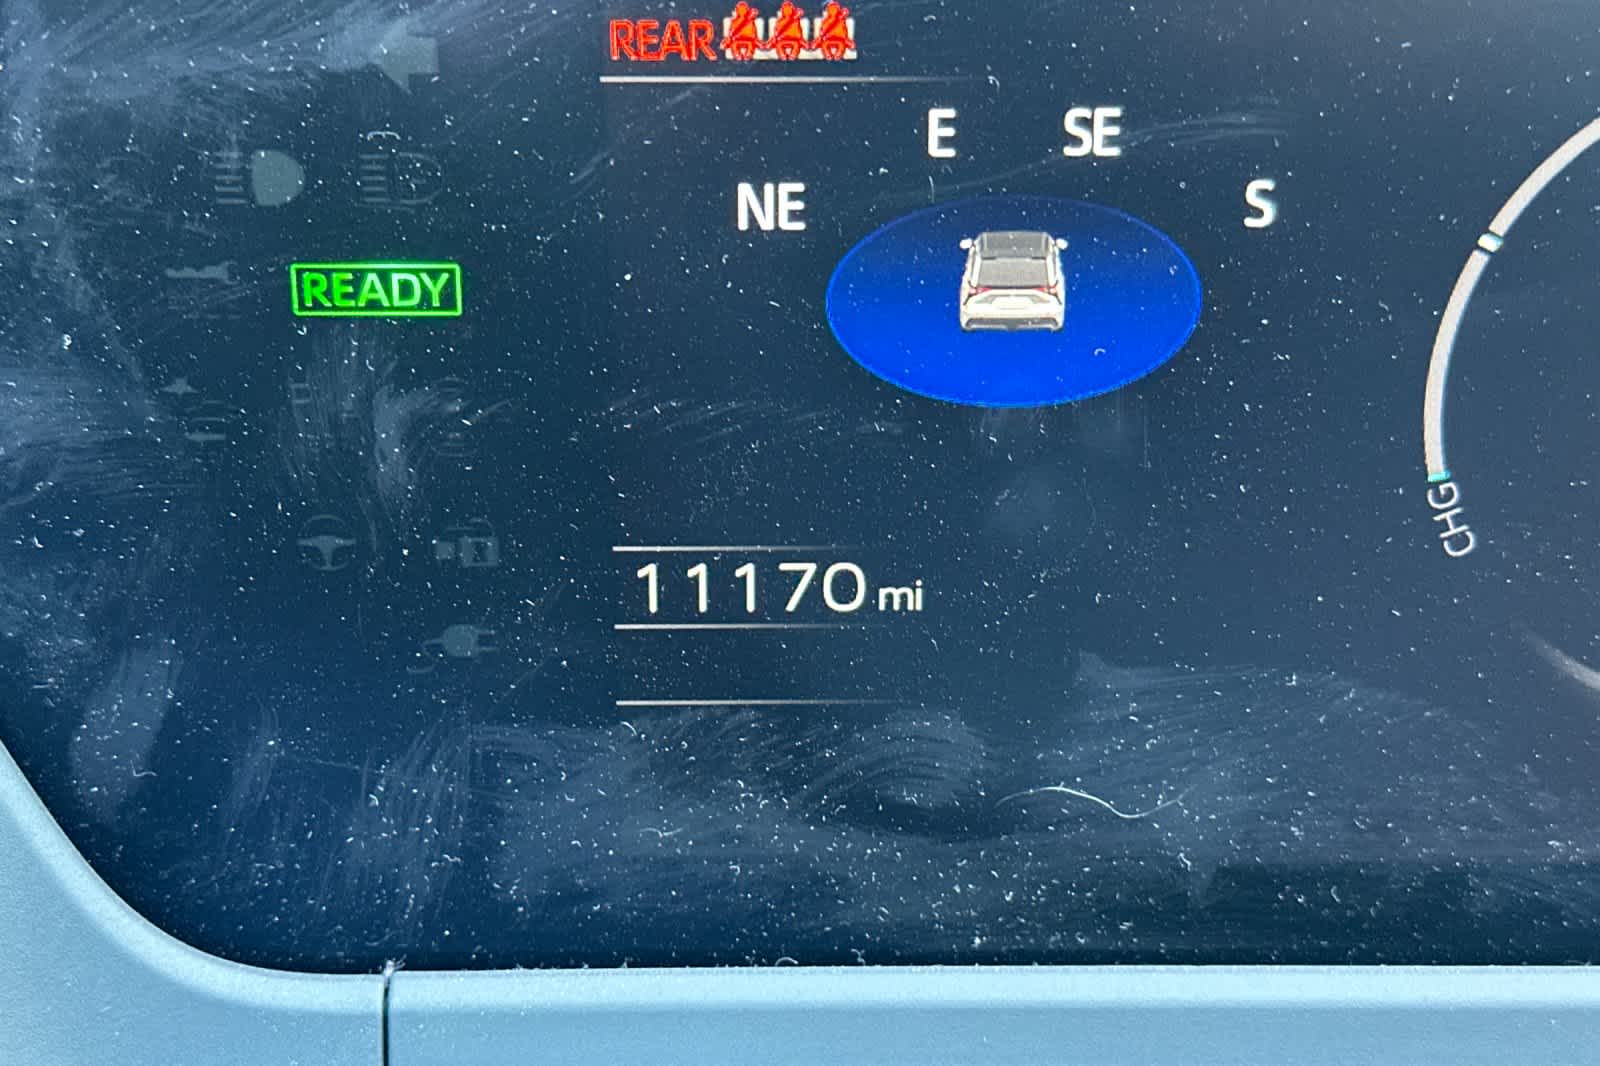 REAR
E SE
NE S
READY
CHG
11170 mi